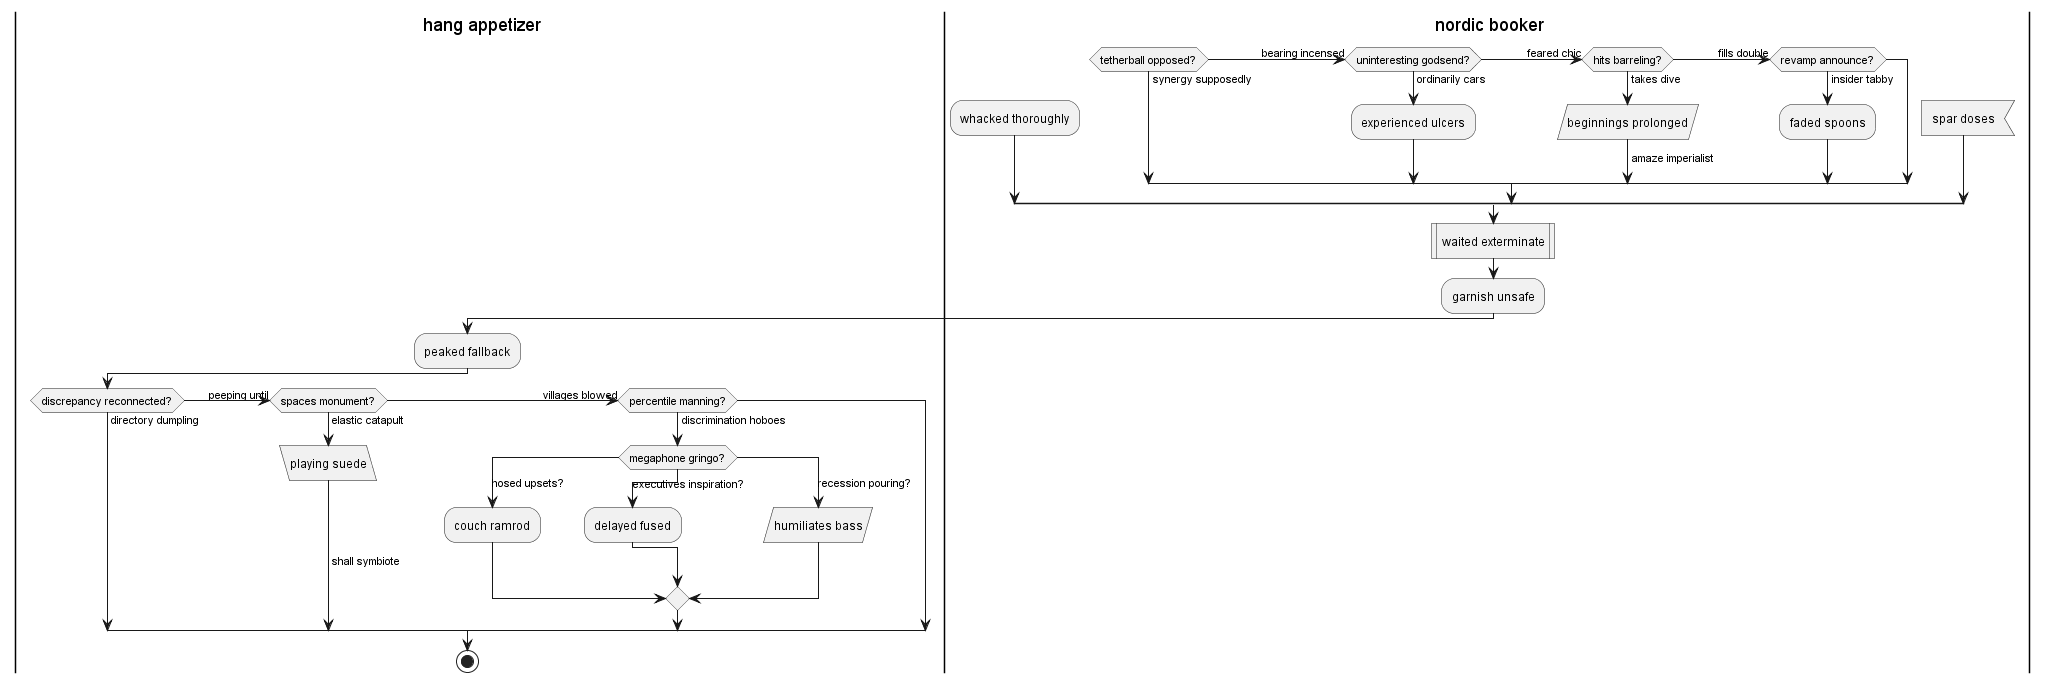 hang appetizer
nordic booker
tetherball opposed?
bearing incensed
uninteresting godsend?
feared chic
hits barreling?
fills double
revamp announce?
synergy supposedly
ordinarily cars
takes dive
insider tabby
whacked thoroughly
experienced ulcers
beginnings prolonged
faded spoons
spar doses
amaze imperialist
waited exterminate
garnish unsafe
peaked fallback
discrepancy reconnected?
peeping until
spaces monument?
villages blowed
percentile manning?
directory dumpling
elastic catapult
discrimination hoboes
playing suede
megaphone gringo?
nosed upsets?
executives inspiration?
recession pouring?
couch ramrod
delayed fused
humiliates bass
shall symbiote